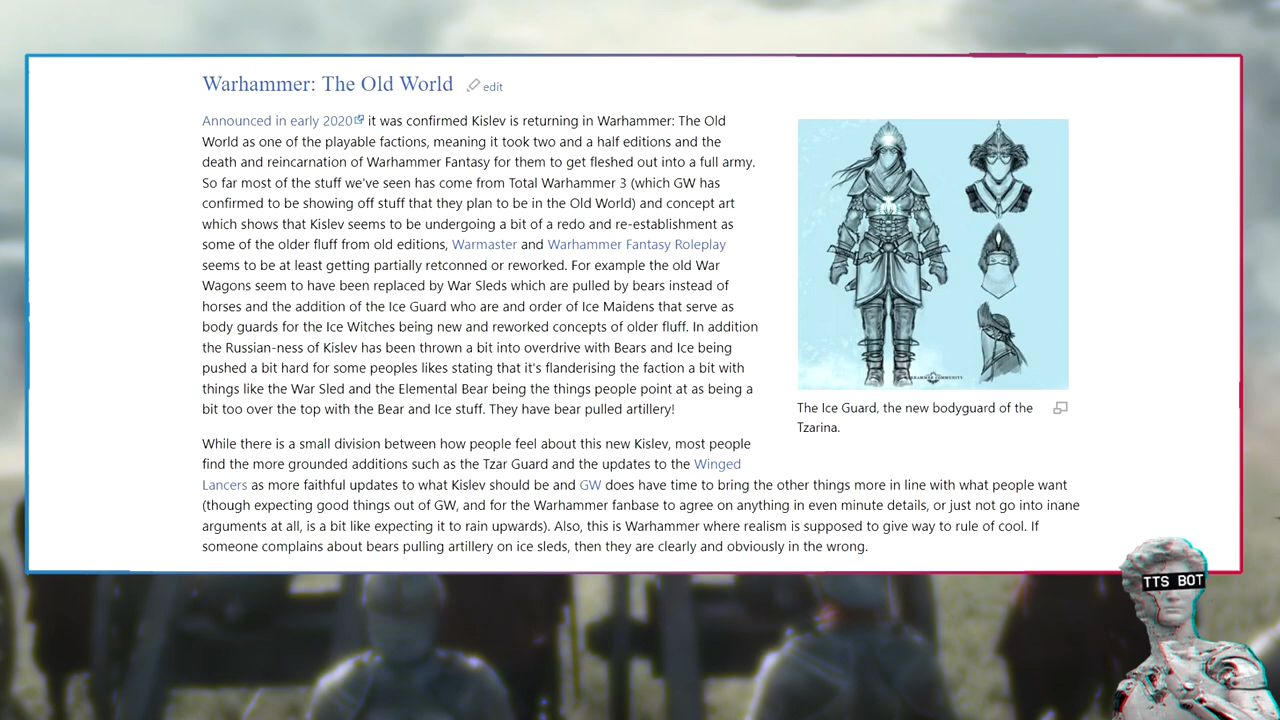 Warhammer: The Old World edit
Announced in early 2020 it was confirmed Kislev is returning in Warhammer: The Old
World as one of the playable factions, meaning it took two and a half editions and the
death and reincarnation of Warhammer Fantasy for them to get fleshed out into a full army.
So far most of the stuff we've seen has come from Total Warhammer 3 (which GW has
confirmed to be showing off stuff that they plan to be in the Old World) and concept art
which shows that Kislev seems to be undergoing a bit of a redo and re-establishment as
some of the older fluff from old editions, Warmaster and Warhammer Fantasy Roleplay
seems to be at least getting partially retconned or reworked. For example the old War
Wagons seem to have been replaced by War Sleds which are pulled by bears instead of
horses and the addition of the Ice Guard who are and order of Ice Maidens that serve as
body guards for the Ice Witches being new and reworked concepts of older fluff. In addition
the Russian-ness of Kislev has been thrown a bit into overdrive with Bears and Ice being
pushed a bit hard for some peoples likes stating that it's flanderising the faction a bit with
things like the War Sled and the Elemental Bear being the things people point at as being a
bit too over the top with the Bear and Ice stuff. They have bear pulled artillery!
WARHAMMER COMMUNITY
The Ice Guard, the new bodyguard of the
Tzarina.
While there is a small division between how people feel about this new Kislev, most people
find the more grounded additions such as the Tzar Guard and the updates to the Winged
Lancers as more faithful updates to what Kislev should be and GW does have time to bring the other things more in line with what people want
(though expecting good things out of GW, and for the Warhammer fanbase to agree on anything in even minute details, or just not go into inane
arguments at all, is a bit like expecting it to rain upwards). Also, this is Warhammer where realism is supposed to give way to rule of cool. If
someone complains about bears pulling artillery on ice sleds, then they are clearly and obviously in the wrong.
TTS BOT